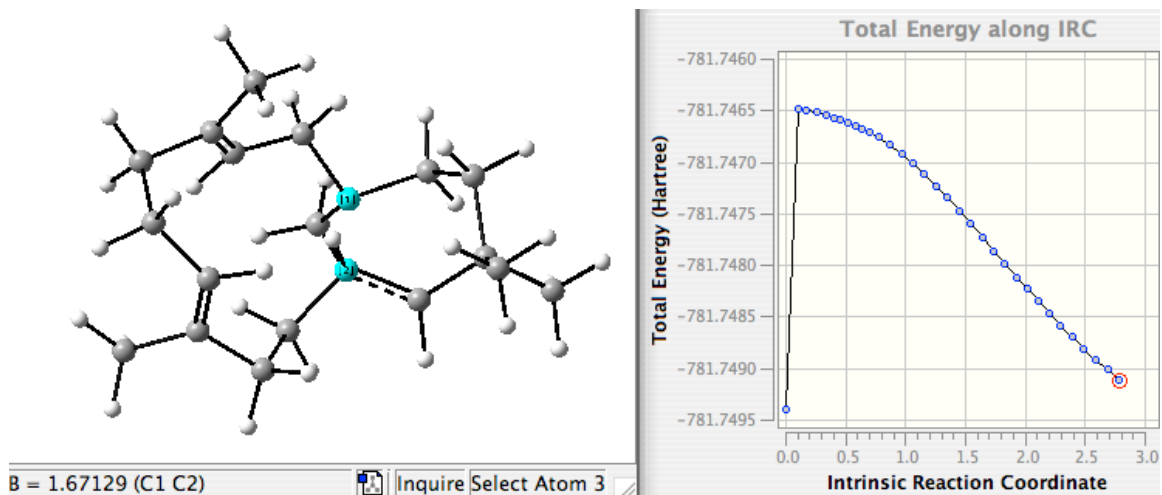 [1]
[2]
B = 1.67129 (C1 C2)
Inquire
Select Atom 3
Total Energy along IRC
Total Energy (Hartree)
-781.7460
-781.7465
-781.7470
-781.7475
-781.7480
-781.7485
-781.7490
-781.7495
0.0 0.5 1.0 1.5 2.0 2.5 3.0
Intrinsic Reaction Coordinate